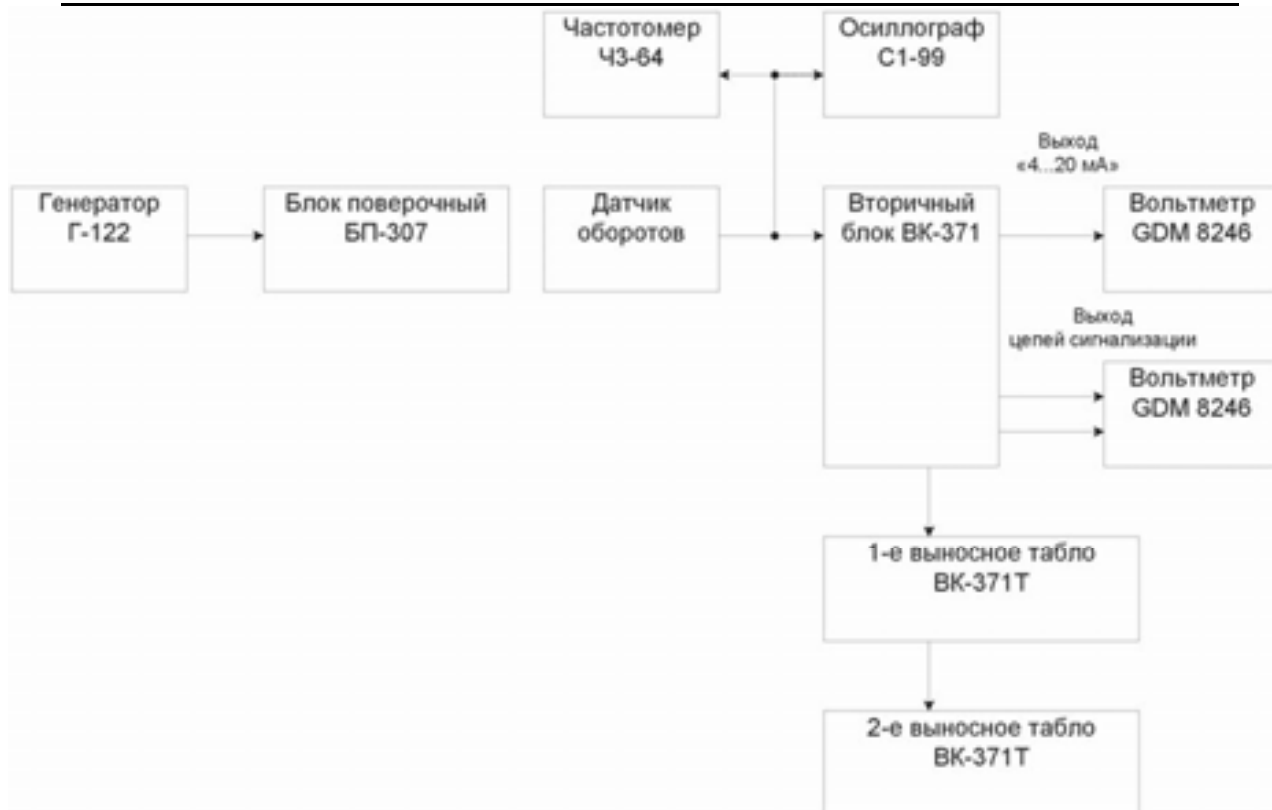 Частотомер
ЧЗ-64
Осиллограф
С1-99
Выход
«4...20 мА»
Генератор
Г-122
Блок поверочный
БП-307
Датчик
оборотов
Вторичный
блок ВК-371
Вольтметр
GDM 8246
Выход
цепей сигнализации
Вольтметр
GDM 8246
1-е выносное табло
ВК-371Т
2-е выносное табло
ВК-371Т